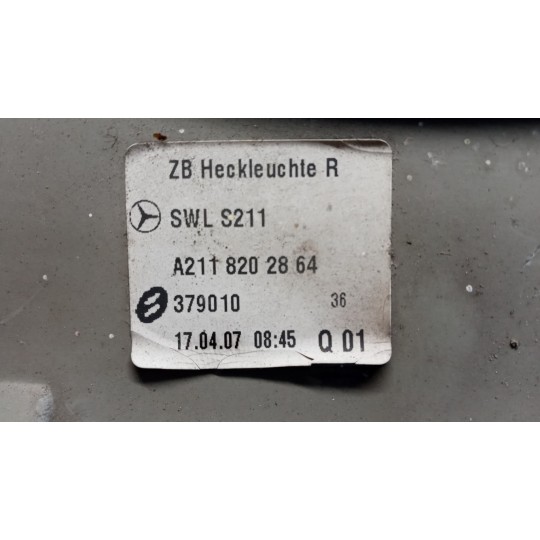 ZB Heckleuchte R
SWL S211
A211 820 28 64
379010 36
17.04.07 08:45 Q 01